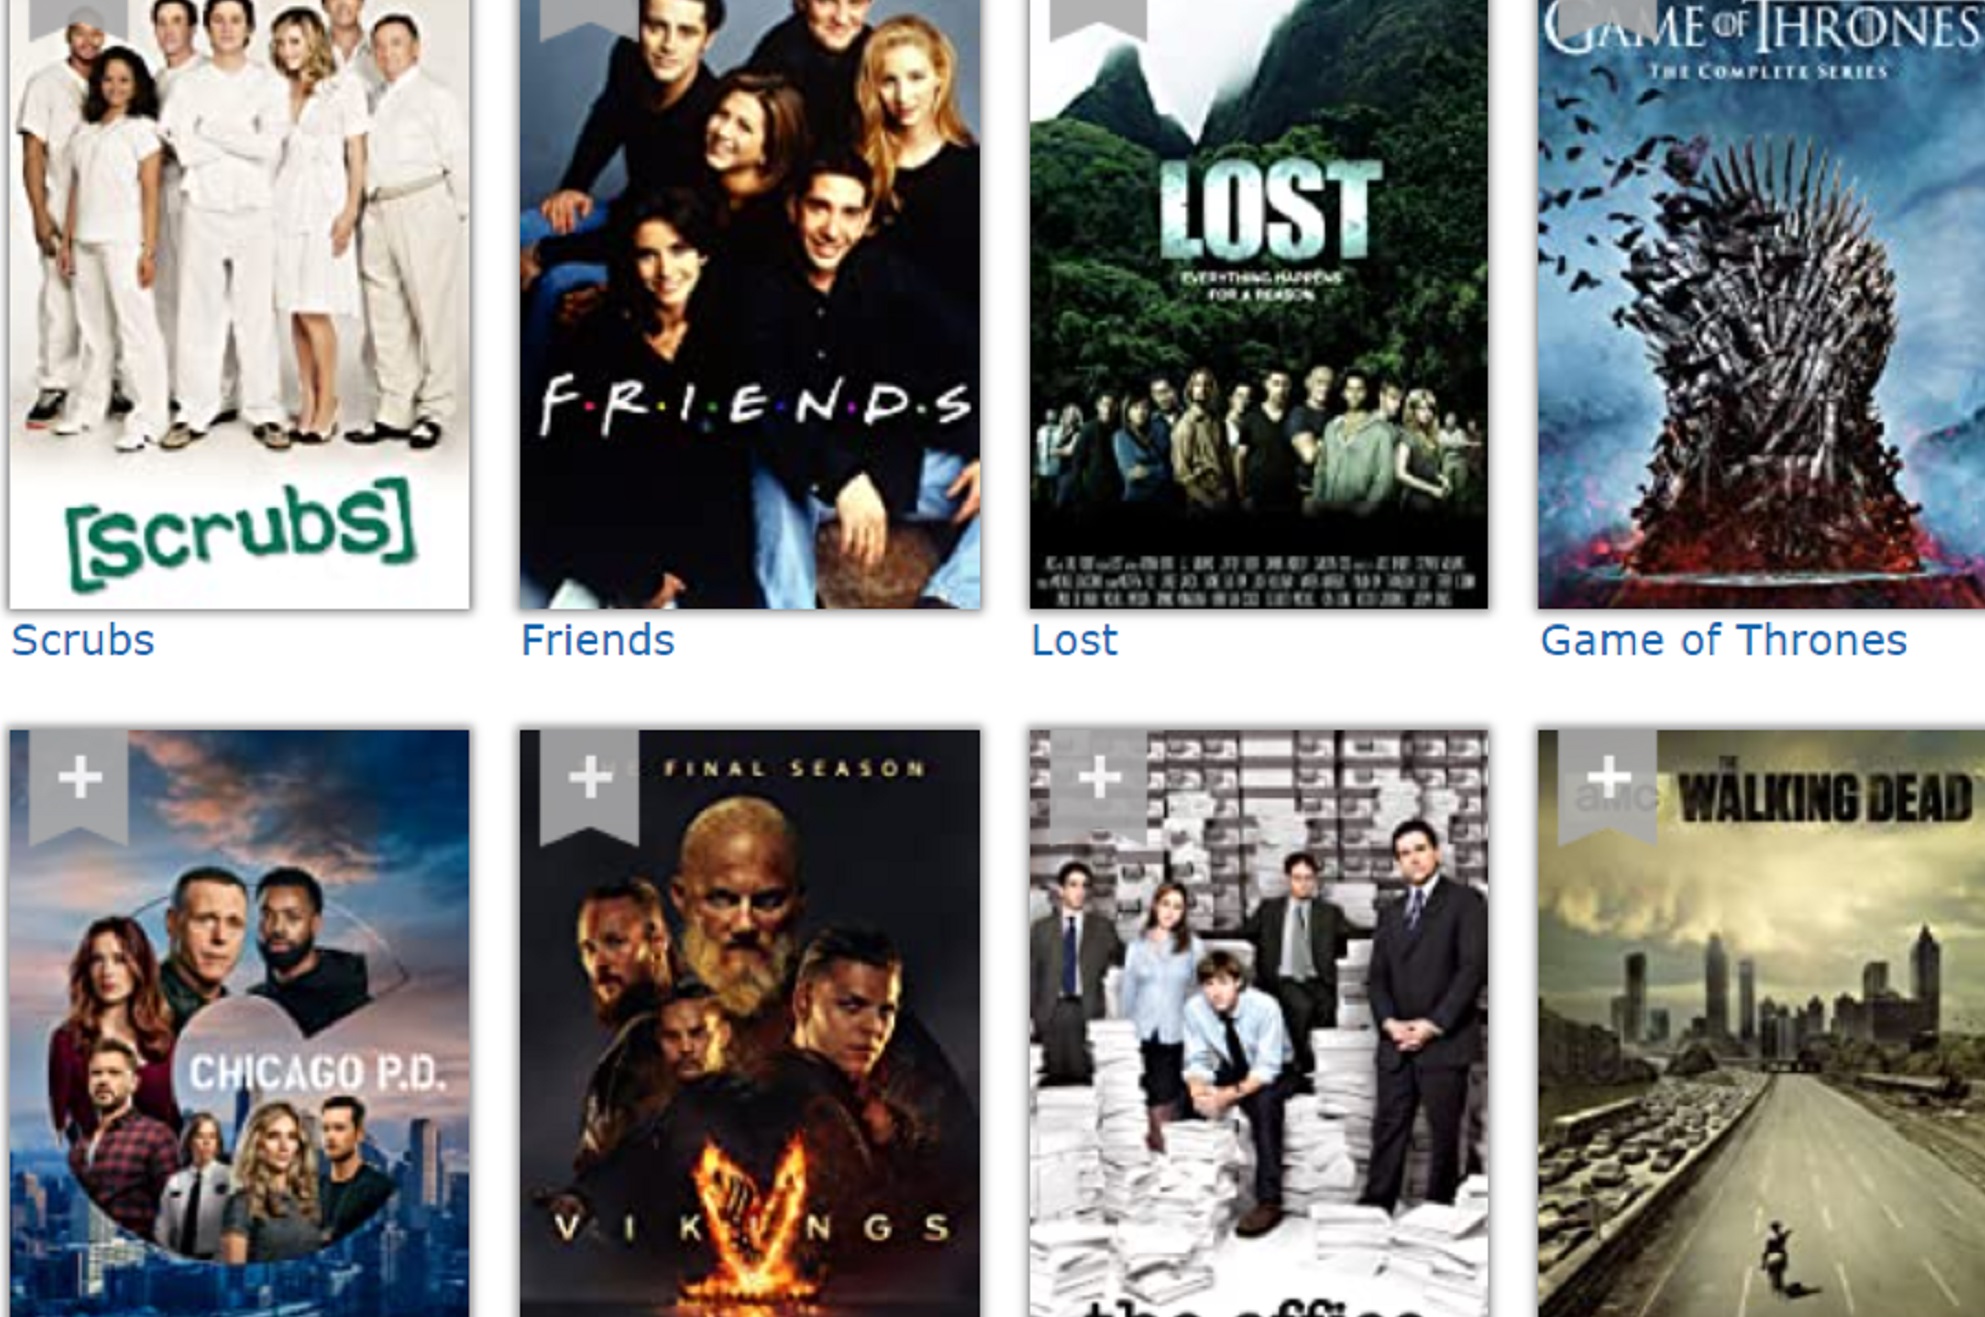 [scrubs]
F·R·I·E·N·D·S
LOST
EVERYTHING HAPPENS
FOR A REASON
GAME OF THRONES
THE COMPLETE SERIES
Scrubs
Friends
Lost
Game of Thrones
CHICAGO P.D.
FINAL SEASON
VIKINGS
the office
amc
THE
WALKING DEAD